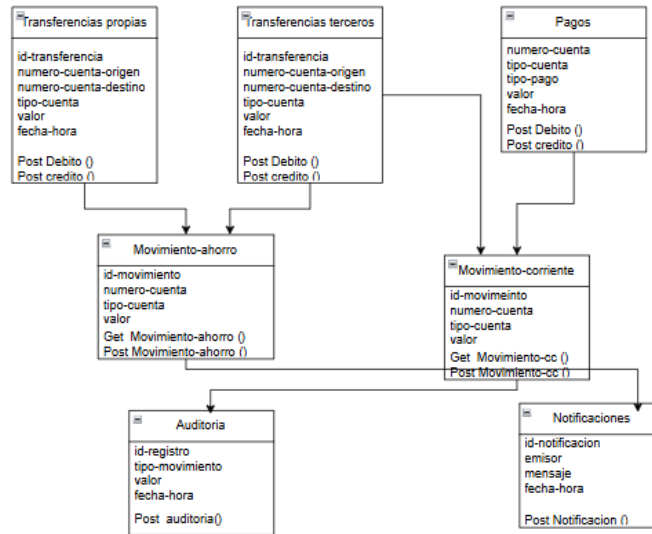 Transferencias propias
id-transferencia
numero-cuenta-origen
numero-cuenta-destino
tipo-cuenta
valor
fecha-hora
Post Debito ()
Post credito ()
Transferencias terceros
id-transferencia
numero-cuenta-origen
numero-cuenta-destino
tipo-cuenta
valor
fecha-hora
Post Debito ()
Post credito ()
Pagos
numero-cuenta
tipo-cuenta
tipo-pago
valor
fecha-hora
Post Debito ()
Post credito ()
Movimiento-ahorro
id-movimiento
numero-cuenta
tipo-cuenta
valor
Get Movimiento-ahorro ()
Post Movimiento-ahorro ()
Movimiento-corriente
id-movimeinto
numero-cuenta
tipo-cuenta
valor
Get Movimiento-cc ()
Post Movimiento-cc ()
Auditoria
id-registro
tipo-movimiento
valor
fecha-hora
Post auditoria()
Notificaciones
id-notificacion
emisor
mensaje
fecha-hora
Post Notificacion ()